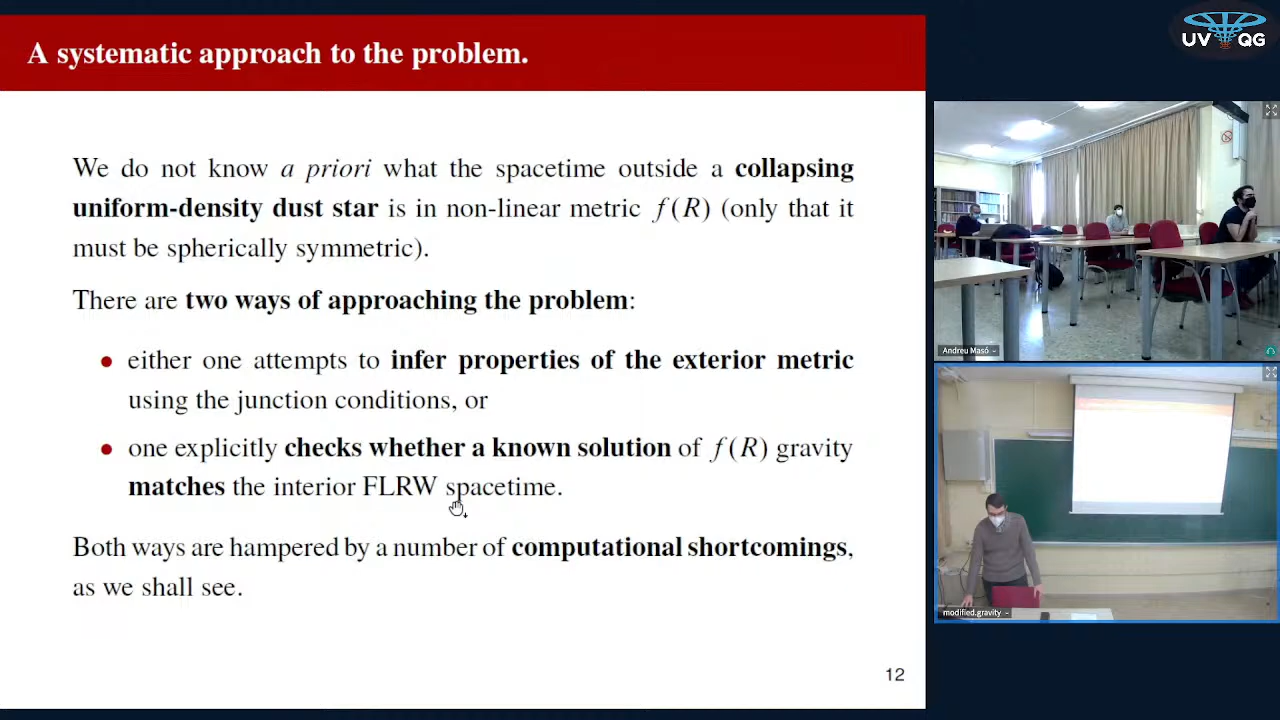 A systematic approach to the problem.
We do not know a priori what the spacetime outside a collapsing
uniform-density dust star is in non-linear metric f(R) (only that it
must be spherically symmetric).
There are two ways of approaching the problem:
• either one attempts to infer properties of the exterior metric
using the junction conditions, or
• one explicitly checks whether a known solution of f(R) gravity
matches the interior FLRW spacetime.
Both ways are hampered by a number of computational shortcomings,
as we shall see.
12
UV QG
Andreu Masó
modified.gravity